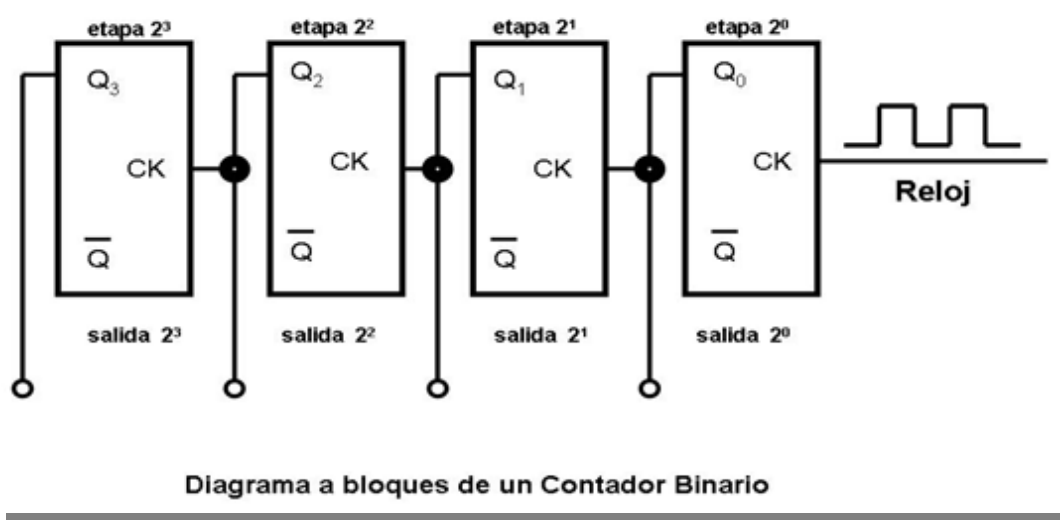 etapa 2³ etapa 2² etapa 2¹ etapa 2⁰
Q₃ Q₂ Q₁ Q₀
CK CK CK CK
Reloj
Q̅ Q̅ Q̅ Q̅
salida 2³ salida 2² salida 2¹ salida 2⁰
Diagrama a bloques de un Contador Binario